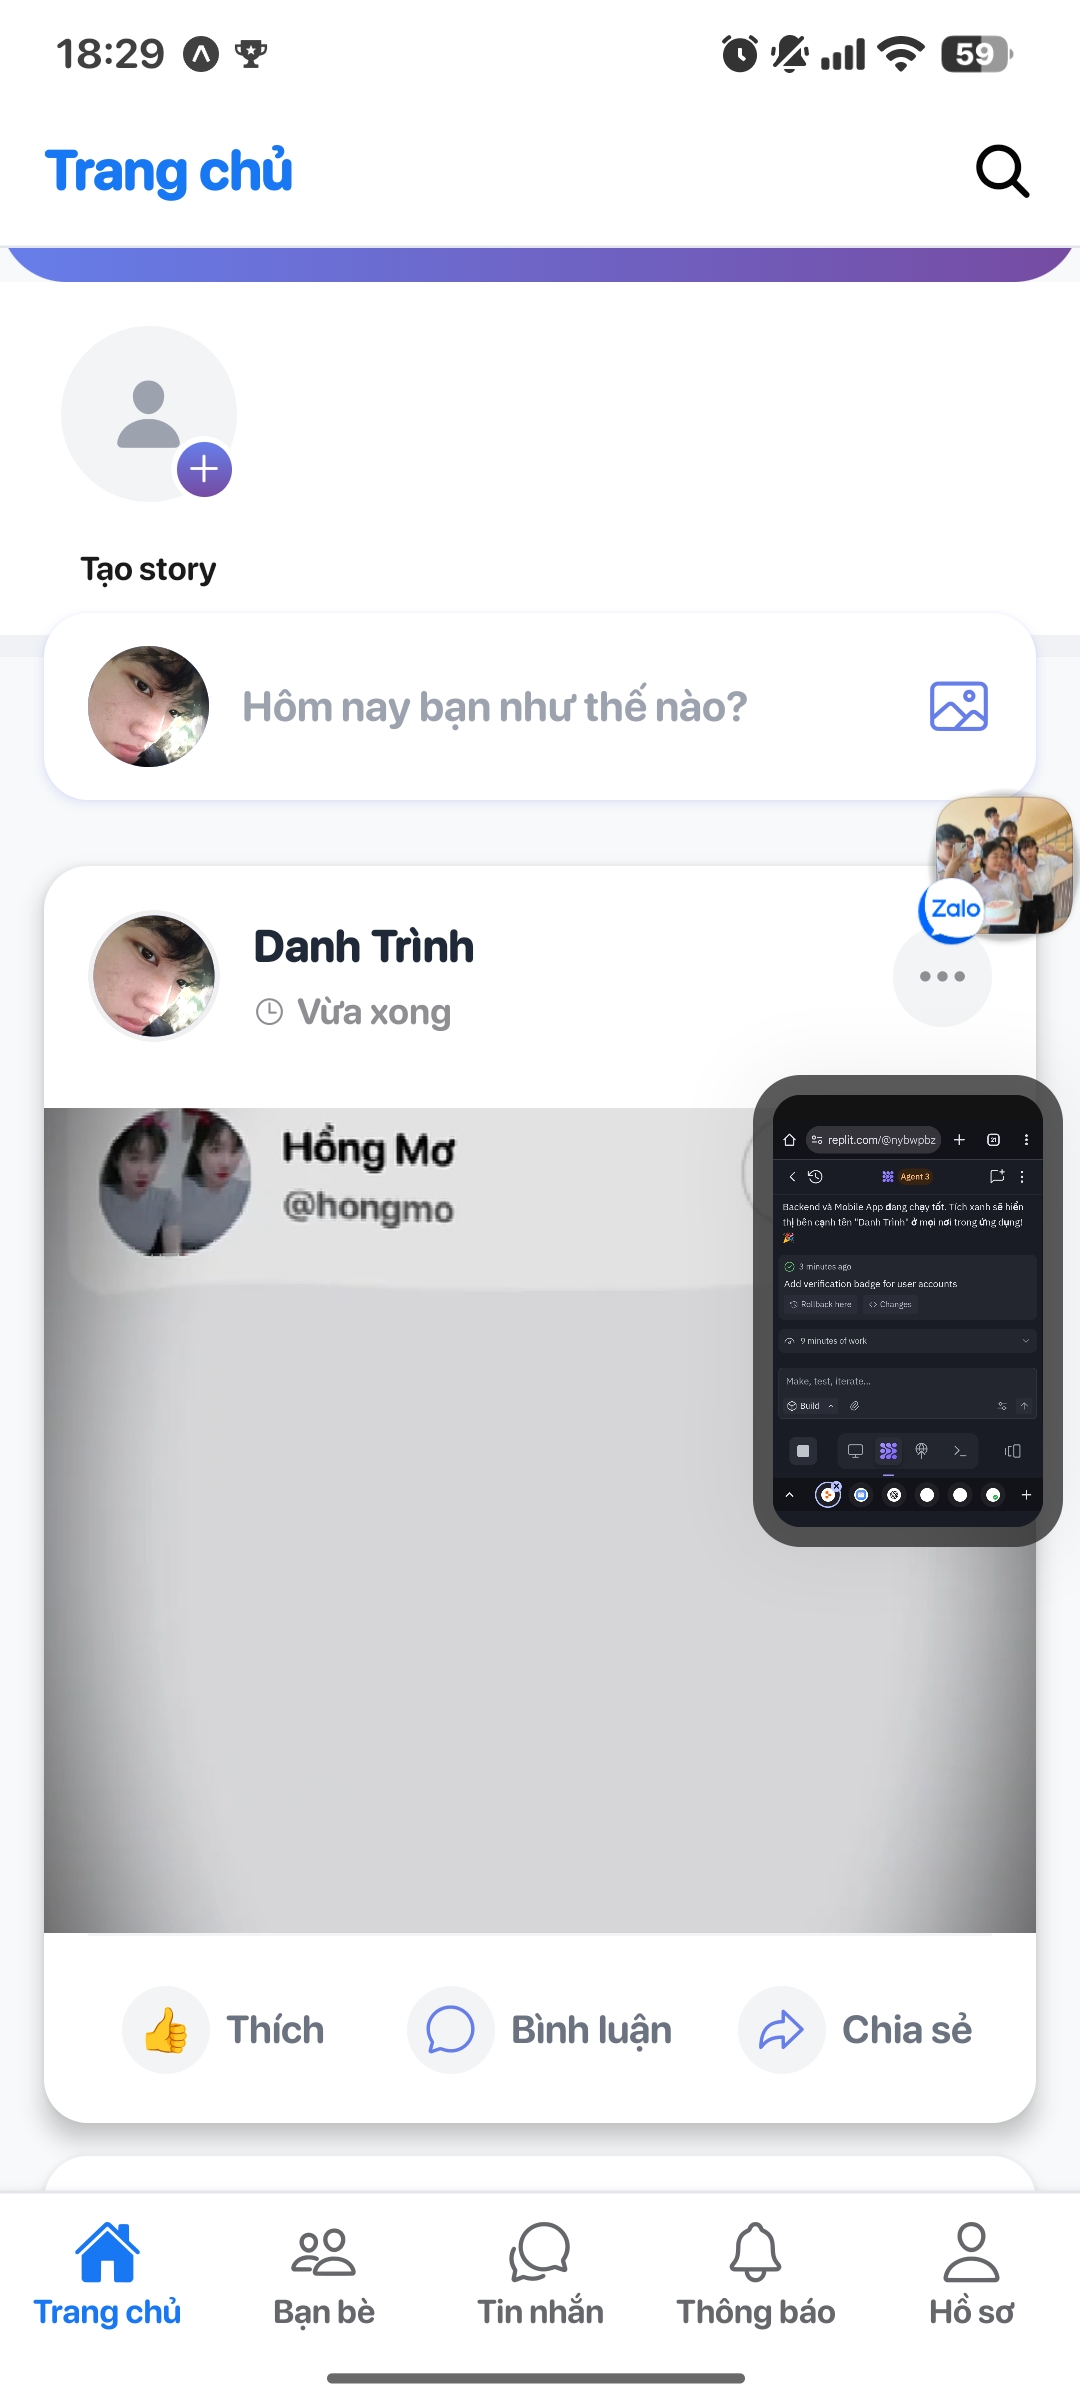 18:29
59
Trang chủ
Tạo story
Hôm nay bạn như thế nào?
Zalo
Danh Trình
Vừa xong
Hồng Mơ
@hongmo
replit.com/@nybwpbz
21
Agent 3
Backend và Mobile App đang chạy tốt. Tích xanh sẽ hiển
thị bên cạnh tên "Danh Trình" ở mọi nơi trong ứng dụng!
🎉
3 minutes ago
Add verification badge for user accounts
Rollback here
Changes
9 minutes of work
Make, test, iterate...
Build
Thích
Bình luận
Chia sẻ
Trang chủ
Bạn bè
Tin nhắn
Thông báo
Hồ sơ